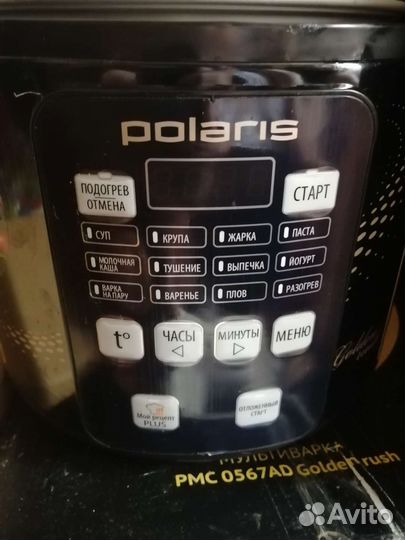 polaris
ПОДОГРЕВ
ОТМЕНА
СТАРТ
СУП
КРУПА
ЖАРКА
ПАСТА
МОЛОЧНАЯ
КАША
ТУШЕНИЕ
ВЫПЕЧКА
ЙОГУРТ
ВАРКА
НА ПАРУ
ВАРЕНЬЕ
ПЛОВ
РАЗОГРЕВ
t°
ЧАСЫ
МИНУТЫ
МЕНЮ
Мой рецепт
PLUS
ОТЛОЖЕННЫЙ
СТАРТ
Golden
МУЛЬТИВАРКА
PMC 0567AD Golden rush
Avito